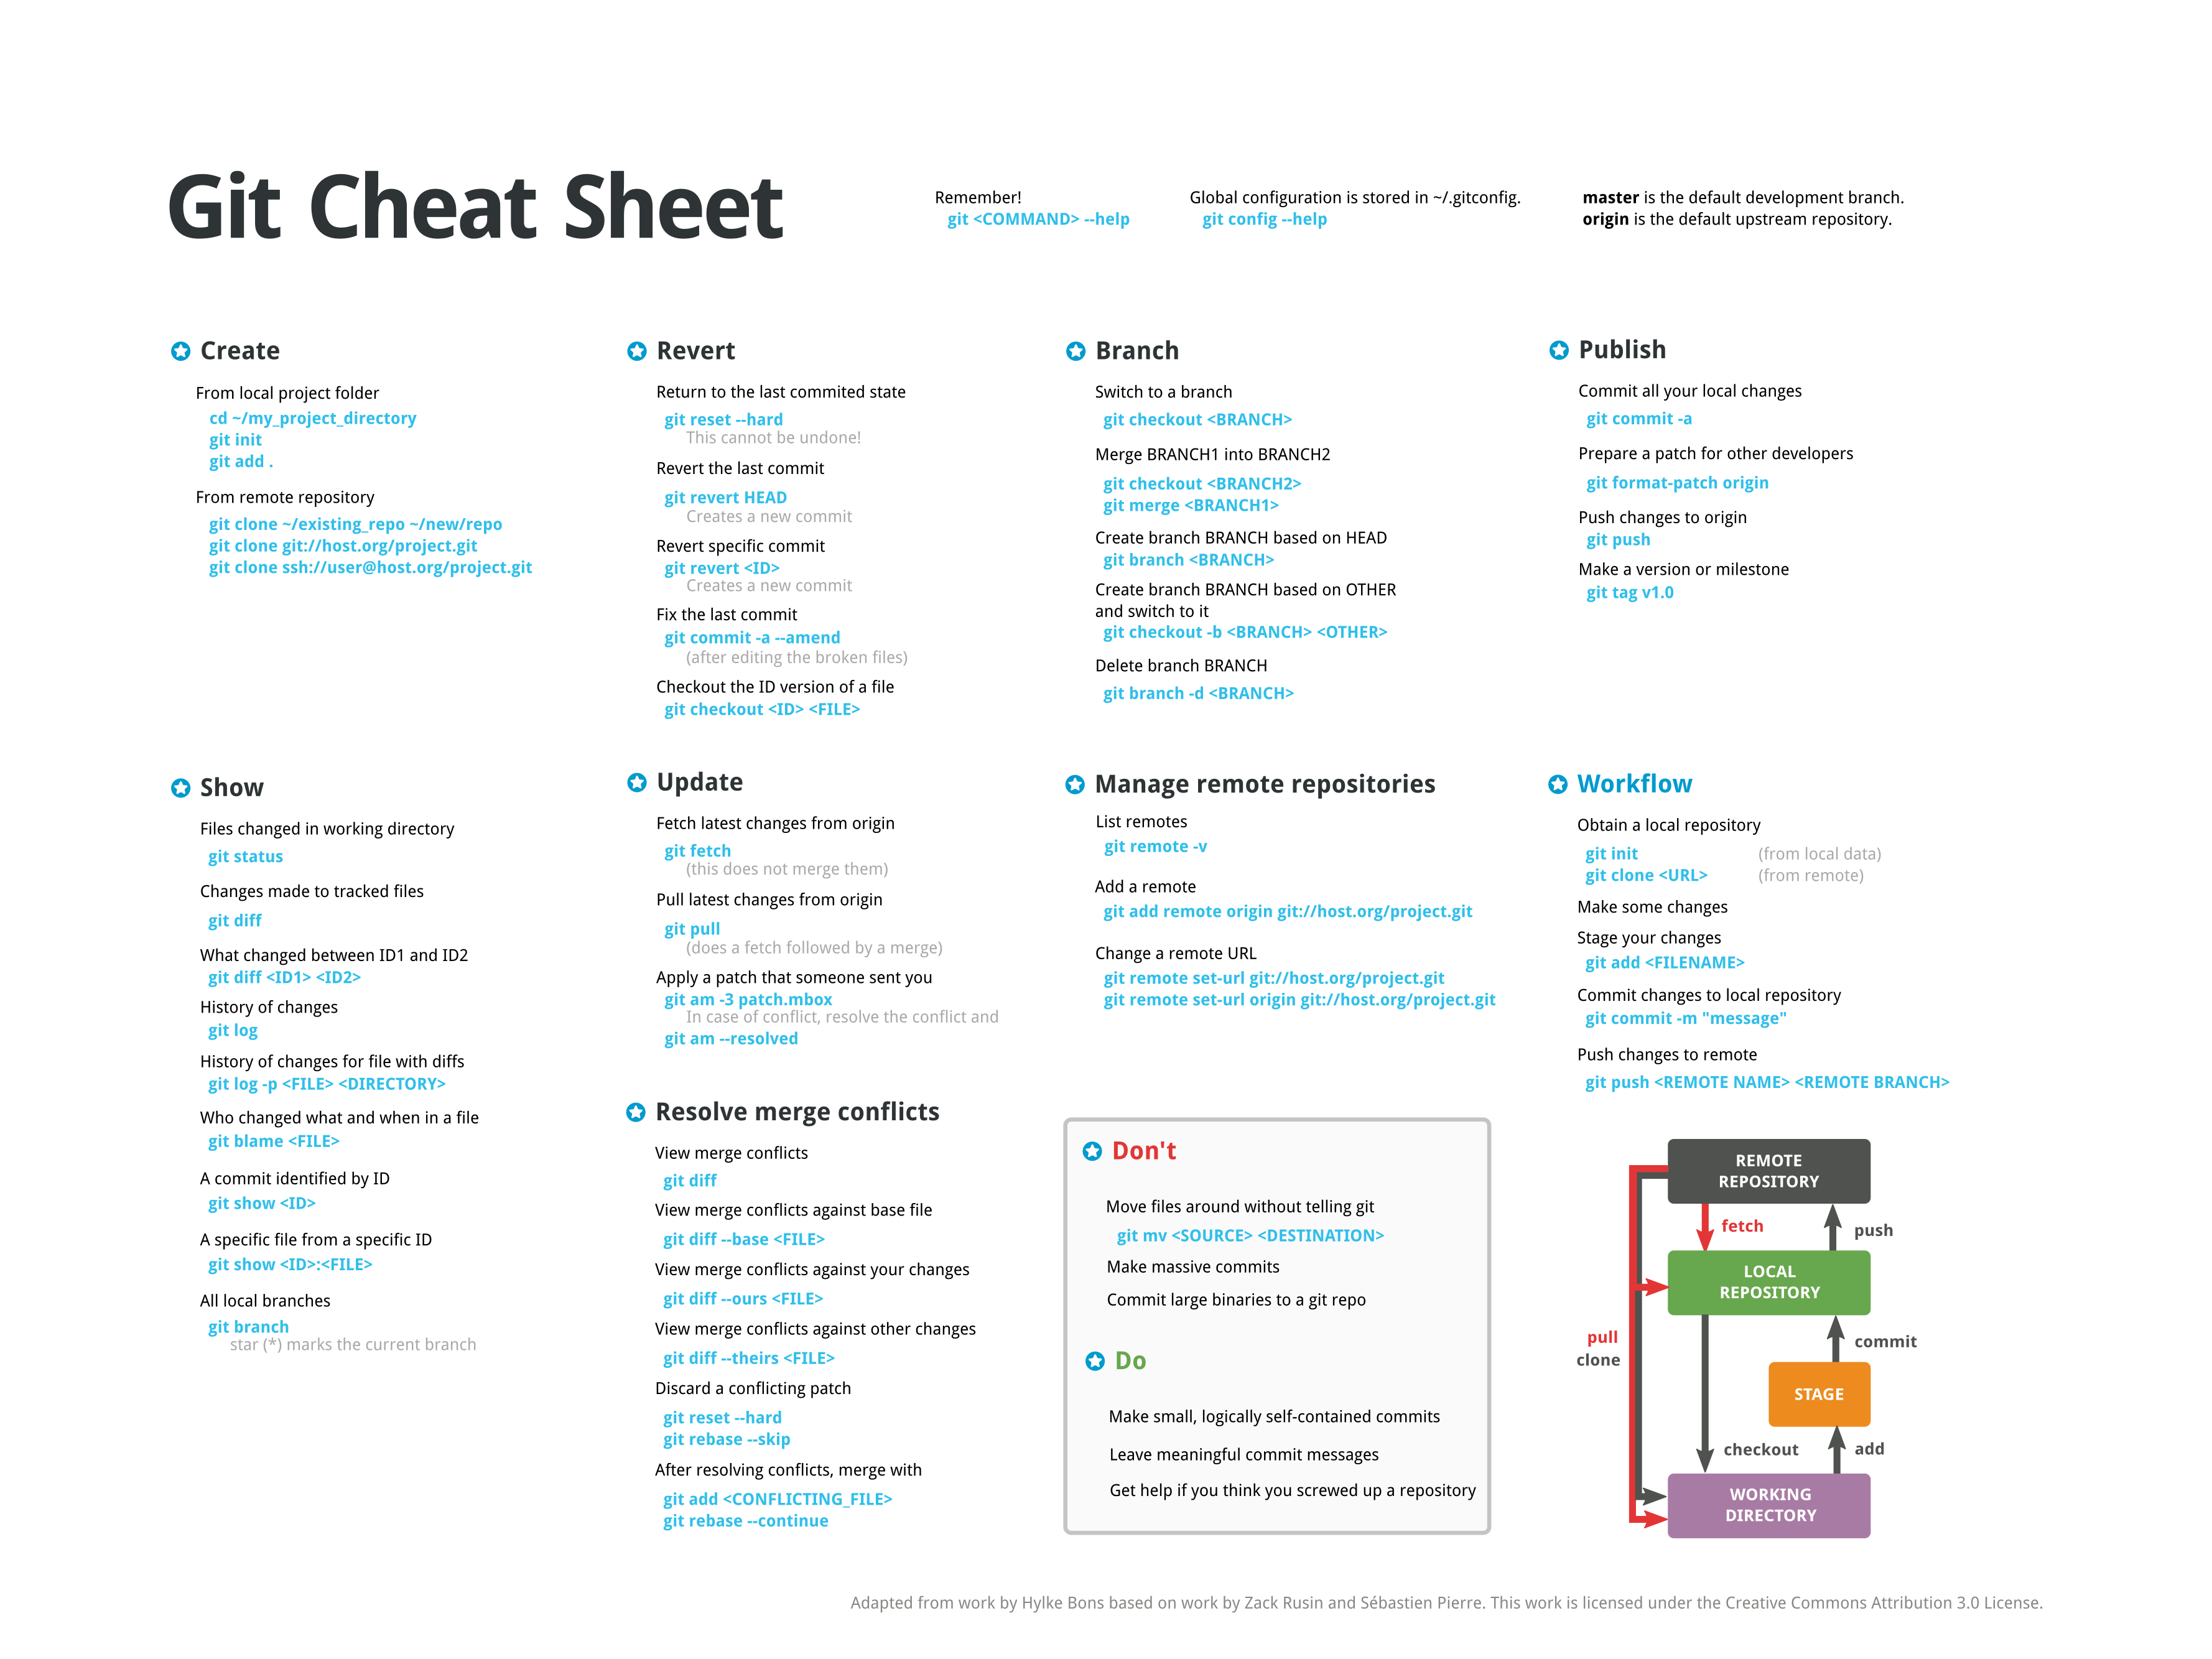 Git Cheat Sheet
Remember!
git <COMMAND> --help
Global configuration is stored in ~/.gitconfig.
git config --help
master is the default development branch.
origin is the default upstream repository.
Create
From local project folder
cd ~/my_project_directory
git init
git add .
From remote repository
git clone ~/existing_repo ~/new/repo
git clone git://host.org/project.git
git clone ssh://user@host.org/project.git
Revert
Return to the last commited state
git reset --hard
This cannot be undone!
Revert the last commit
git revert HEAD
Creates a new commit
Revert specific commit
git revert <ID>
Creates a new commit
Fix the last commit
git commit -a --amend
(after editing the broken files)
Checkout the ID version of a file
git checkout <ID> <FILE>
Branch
Switch to a branch
git checkout <BRANCH>
Merge BRANCH1 into BRANCH2
git checkout <BRANCH2>
git merge <BRANCH1>
Create branch BRANCH based on HEAD
git branch <BRANCH>
Create branch BRANCH based on OTHER
and switch to it
git checkout -b <BRANCH> <OTHER>
Delete branch BRANCH
git branch -d <BRANCH>
Publish
Commit all your local changes
git commit -a
Prepare a patch for other developers
git format-patch origin
Push changes to origin
git push
Make a version or milestone
git tag v1.0
Show
Files changed in working directory
git status
Changes made to tracked files
git diff
What changed between ID1 and ID2
git diff <ID1> <ID2>
History of changes
git log
History of changes for file with diffs
git log -p <FILE> <DIRECTORY>
Who changed what and when in a file
git blame <FILE>
A commit identified by ID
git show <ID>
A specific file from a specific ID
git show <ID>:<FILE>
All local branches
git branch
star (*) marks the current branch
Update
Fetch latest changes from origin
git fetch
(this does not merge them)
Pull latest changes from origin
git pull
(does a fetch followed by a merge)
Apply a patch that someone sent you
git am -3 patch.mbox
In case of conflict, resolve the conflict and
git am --resolved
Resolve merge conflicts
View merge conflicts
git diff
View merge conflicts against base file
git diff --base <FILE>
View merge conflicts against your changes
git diff --ours <FILE>
View merge conflicts against other changes
git diff --theirs <FILE>
Discard a conflicting patch
git reset --hard
git rebase --skip
After resolving conflicts, merge with
git add <CONFLICTING_FILE>
git rebase --continue
Manage remote repositories
List remotes
git remote -v
Add a remote
git add remote origin git://host.org/project.git
Change a remote URL
git remote set-url git://host.org/project.git
git remote set-url origin git://host.org/project.git
Don't
Move files around without telling git
git mv <SOURCE> <DESTINATION>
Make massive commits
Commit large binaries to a git repo
Do
Make small, logically self-contained commits
Leave meaningful commit messages
Get help if you think you screwed up a repository
Workflow
Obtain a local repository
git init (from local data)
git clone <URL> (from remote)
Make some changes
Stage your changes
git add <FILENAME>
Commit changes to local repository
git commit -m "message"
Push changes to remote
git push <REMOTE NAME> <REMOTE BRANCH>
REMOTE
REPOSITORY
fetch
push
LOCAL
REPOSITORY
pull
clone
commit
STAGE
checkout
add
WORKING
DIRECTORY
Adapted from work by Hylke Bons based on work by Zack Rusin and Sébastien Pierre. This work is licensed under the Creative Commons Attribution 3.0 License.